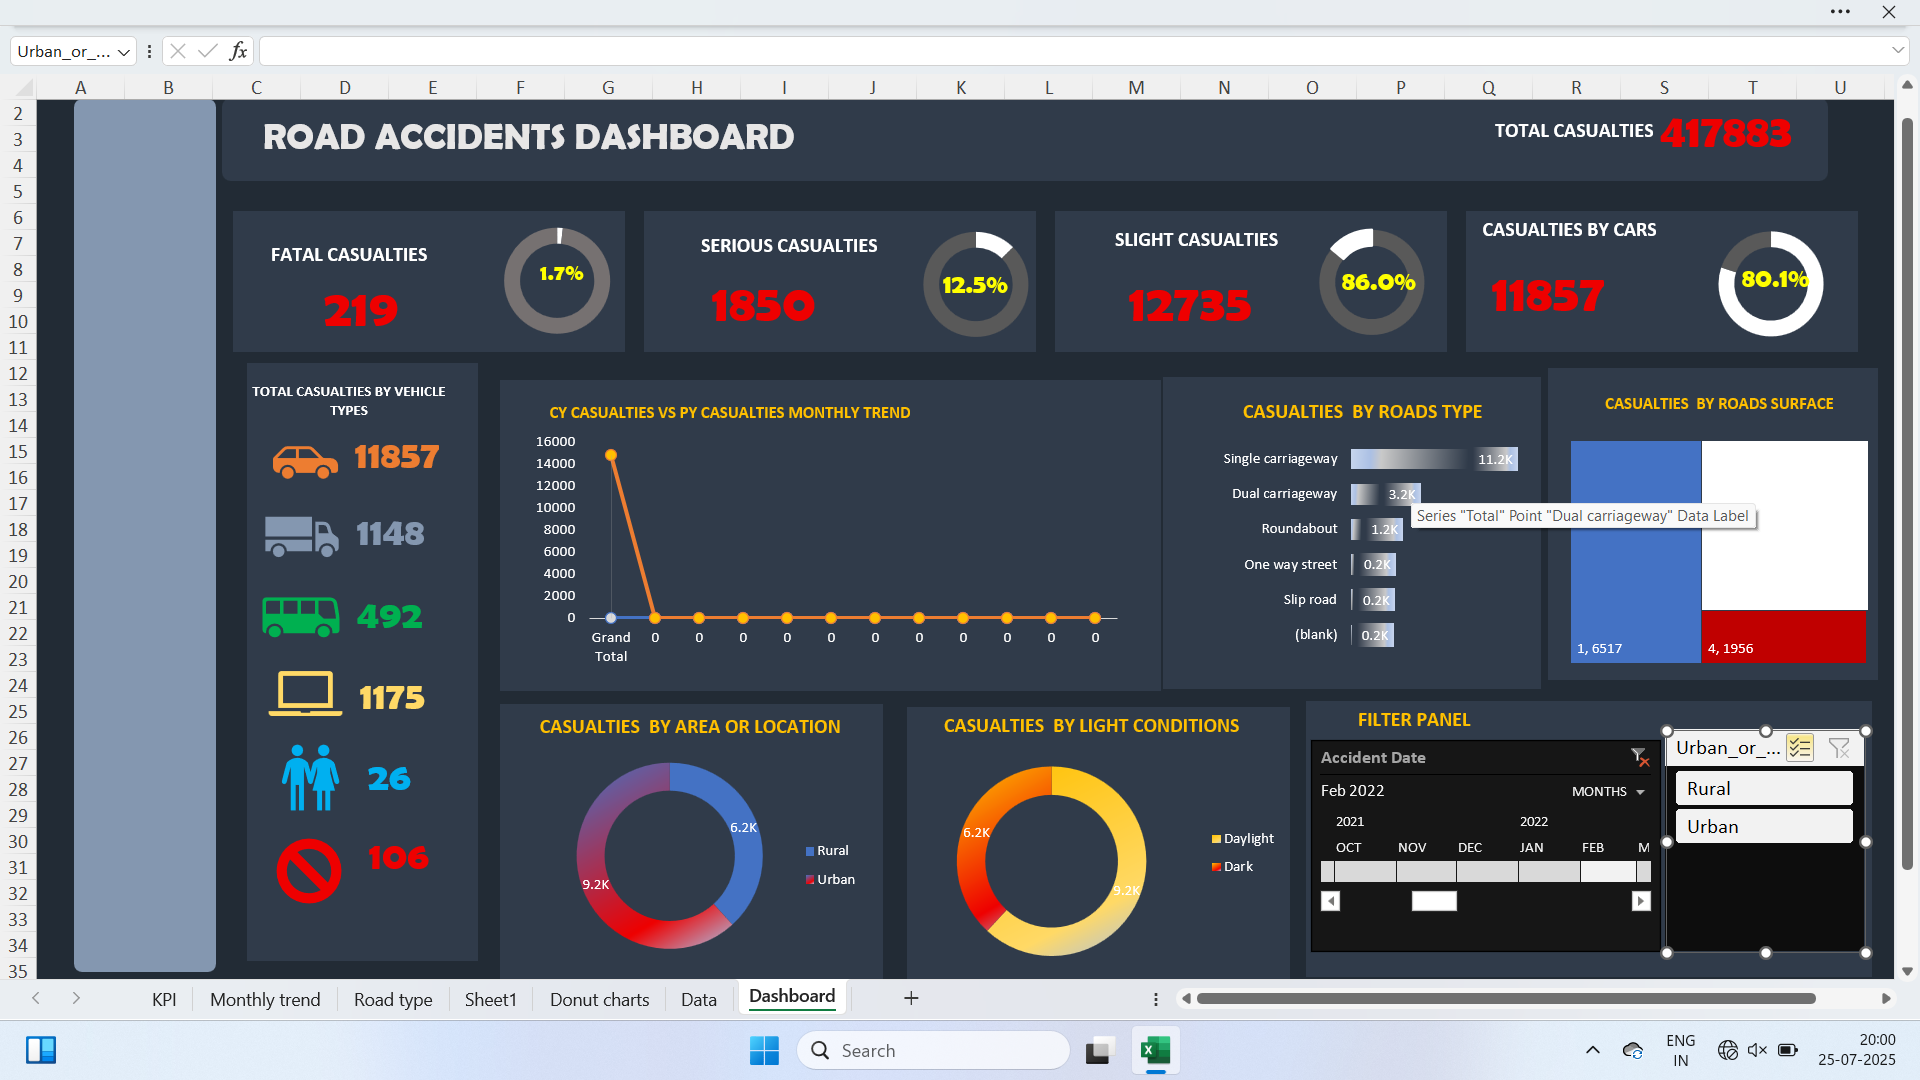 Urban_or_...
fx
A B C D E F G H I J K L M N O P Q R S T U
2
3
4
5
6
7
8
9
10
11
12
13
14
15
16
17
18
19
20
21
22
23
24
25
26
27
28
29
30
31
32
33
34
35
ROAD ACCIDENTS DASHBOARD
TOTAL CASUALTIES 417883
FATAL CASUALTIES
219
1.7%
SERIOUS CASUALTIES
1850
12.5%
SLIGHT CASUALTIES
12735
86.0%
CASUALTIES BY CARS
11857
80.1%
TOTAL CASUALTIES BY VEHICLE
TYPES
11857
1148
492
1175
26
106
CY CASUALTIES VS PY CASUALTIES MONTHLY TREND
16000
14000
12000
10000
8000
6000
4000
2000
0
Grand 0 0 0 0 0 0 0 0 0 0 0
Total
CASUALTIES BY ROADS TYPE
Single carriageway 11.2K
Dual carriageway 3.2K
Roundabout 1.2K
One way street 0.2K
Slip road 0.2K
(blank) 0.2K
Series "Total" Point "Dual carriageway" Data Label
CASUALTIES BY ROADS SURFACE
1, 6517
4, 1956
CASUALTIES BY AREA OR LOCATION
6.2K
9.2K
Rural
Urban
CASUALTIES BY LIGHT CONDITIONS
6.2K
9.2K
Daylight
Dark
FILTER PANEL
Accident Date
Feb 2022 MONTHS
2021 2022
OCT NOV DEC JAN FEB M
Urban_or_...
Rural
Urban
KPI Monthly trend Road type Sheet1 Donut charts Data Dashboard
Search
ENG
IN
20:00
25-07-2025